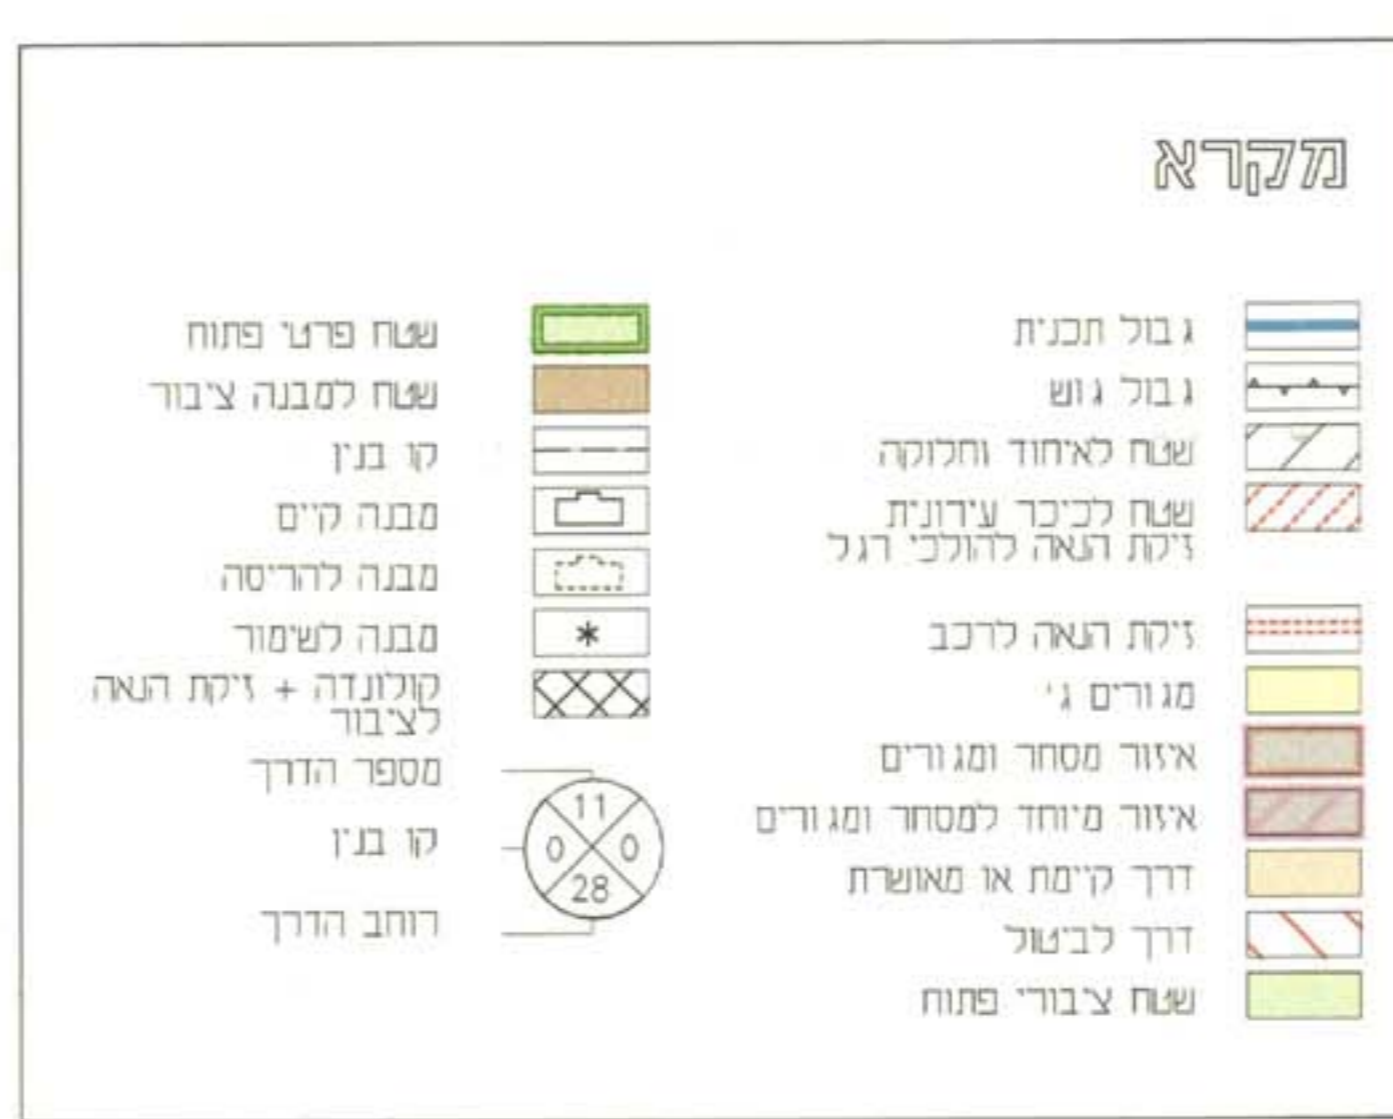 מקרא
גבול תכנית
גבול גוש
שטח לאיחוד וחלוקה
שטח לכיכר עירונית
זיקת הנאה להולכי רגל
זיקת הנאה לרכב
מגורים ג'
איזור מסחר ומגורים
איזור מיוחד למסחר ומגורים
דרך קיימת או מאושרת
דרך לביטול
שטח ציבורי פתוח
שטח פרטי פתוח
שטח למבנה ציבור
קו בנין
מבנה קיים
מבנה להריסה
מבנה לשימור
קולונדה + זיקת הנאה
לציבור
מספר הדרך
קו בנין
רוחב הדרך
11
0 0
28